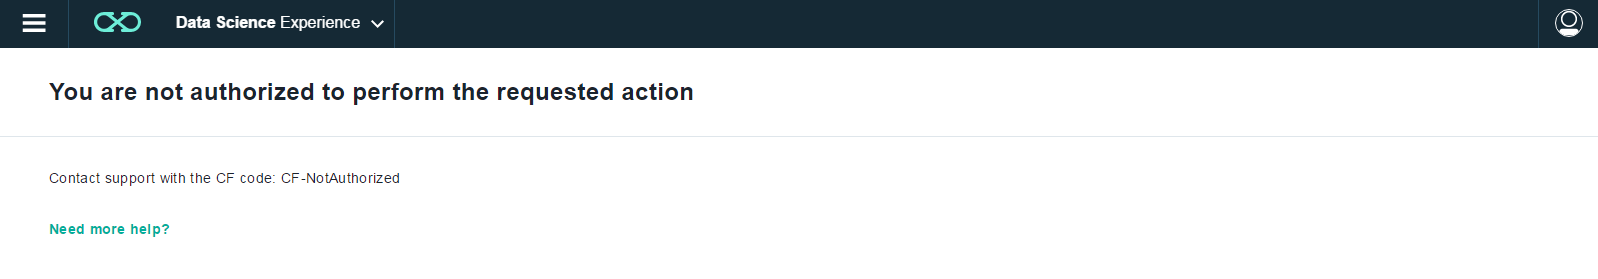 Data Science Experience
You are not authorized to perform the requested action
Contact support with the CF code: CF-NotAuthorized
Need more help?